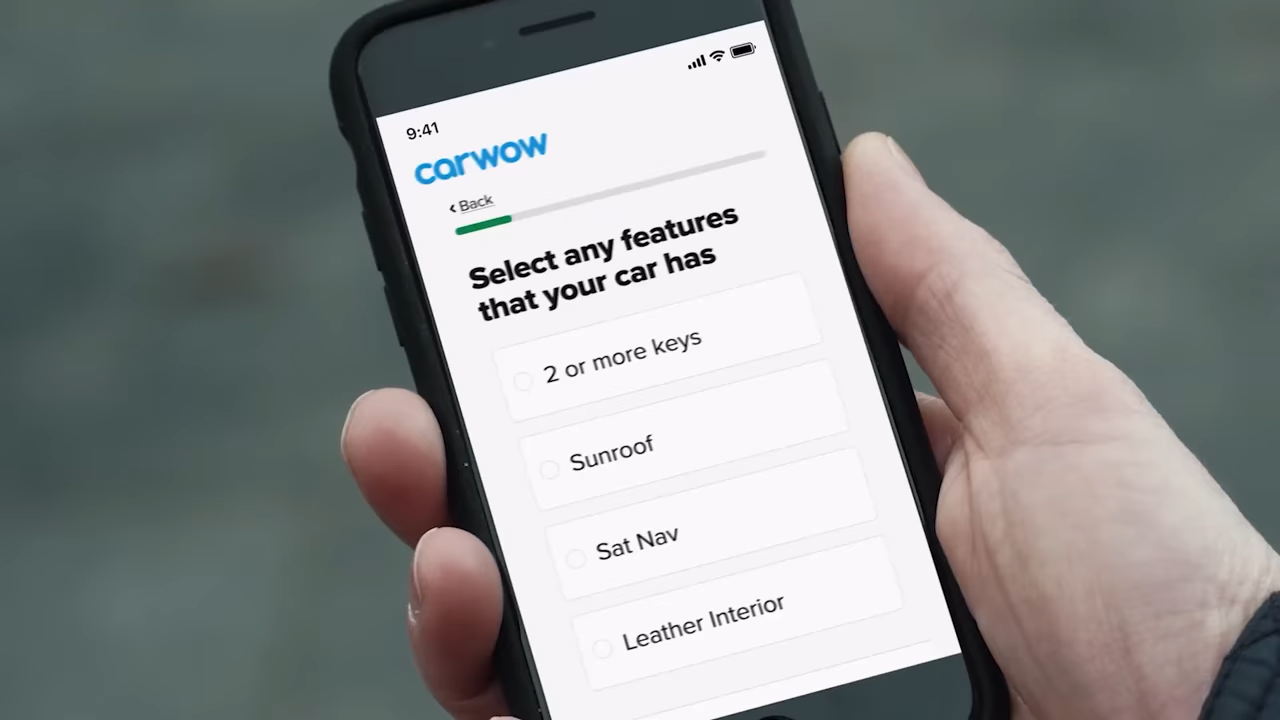 9:41
carwow
Back
Select any features
that your car has
2 or more keys
Sunroof
Sat Nav
Leather Interior